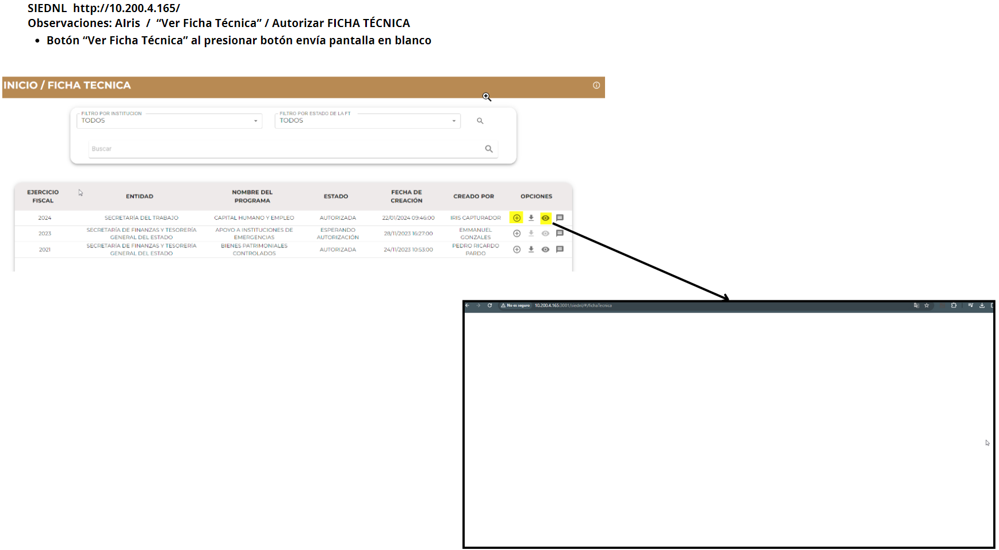 SIEDNL  http://10.200.4.165/
Observaciones: AIris  /  “Ver Ficha Técnica” / Autorizar FICHA TÉCNICA
• Botón “Ver Ficha Técnica” al presionar botón envía pantalla en blanco
INICIO / FICHA TECNICA
FILTRO POR INSTITUCION
TODOS
FILTRO POR ESTADO DE LA FT
TODOS
Buscar
EJERCICIO
FISCAL
ENTIDAD
NOMBRE DEL
PROGRAMA
ESTADO
FECHA DE
CREACIÓN
CREADO POR
OPCIONES
2024
SECRETARÍA DEL TRABAJO
CAPITAL HUMANO Y EMPLEO
AUTORIZADA
22/01/2024 09:46:00
IRIS CAPTURADOR
2023
SECRETARÍA DE FINANZAS Y TESORERÍA
GENERAL DEL ESTADO
APOYO A INSTITUCIONES DE
EMERGENCIAS
ESPERANDO
AUTORIZACIÓN
28/11/2023 16:27:00
EMMANUEL
GONZALES
2021
SECRETARÍA DE FINANZAS Y TESORERÍA
GENERAL DEL ESTADO
BIENES PATRIMONIALES
CONTROLADOS
AUTORIZADA
24/11/2023 10:53:00
PEDRO RICARDO
PARDO
No es seguro
10.200.4.165:3001/siednl/#/fichaTecnica